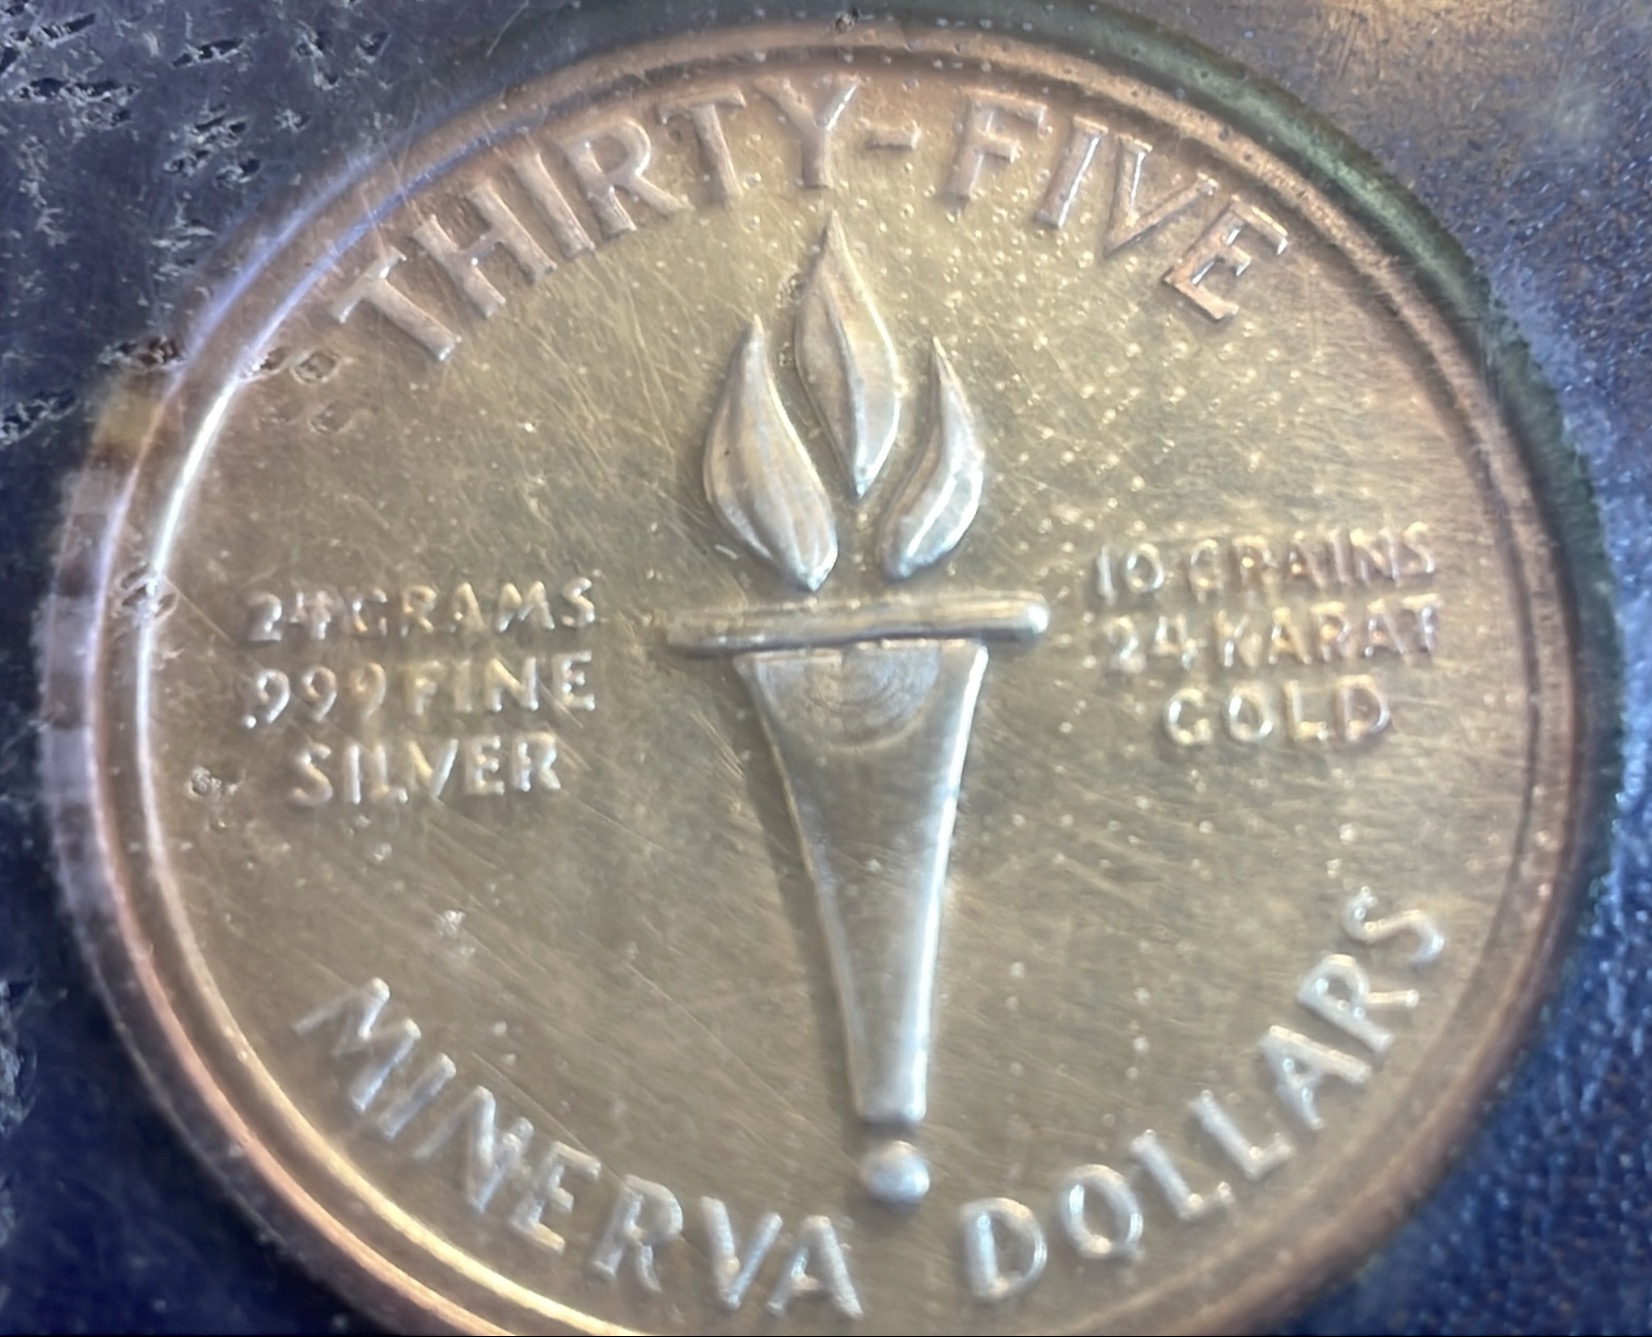 THIRTY-FIVE
24 GRAMS
.999 FINE
SILVER
10 GRAINS
24 KARAT
GOLD
MINERVA DOLLARS